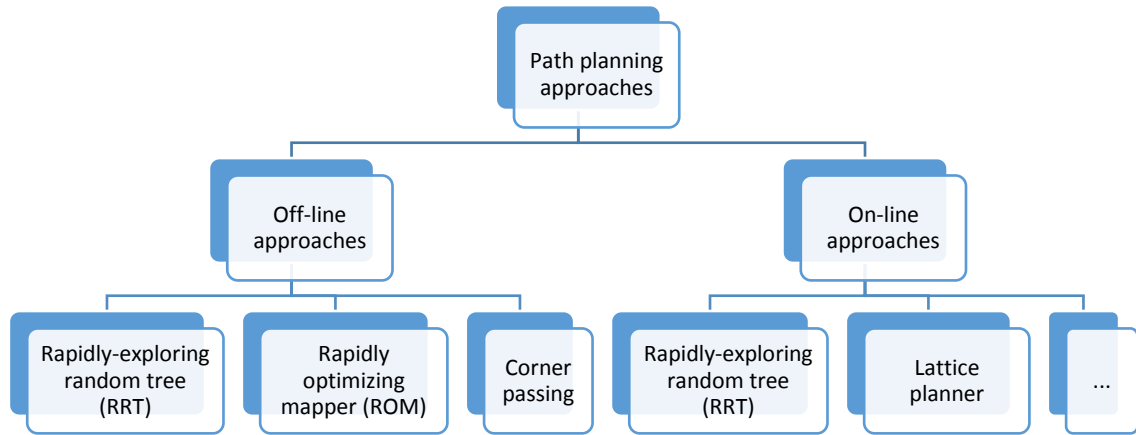 Path planning
approaches
Off-line
approaches
On-line
approaches
Rapidly-exploring
random tree
(RRT)
Rapidly
optimizing
mapper (ROM)
Corner
passing
Rapidly-exploring
random tree
(RRT)
Lattice
planner
...